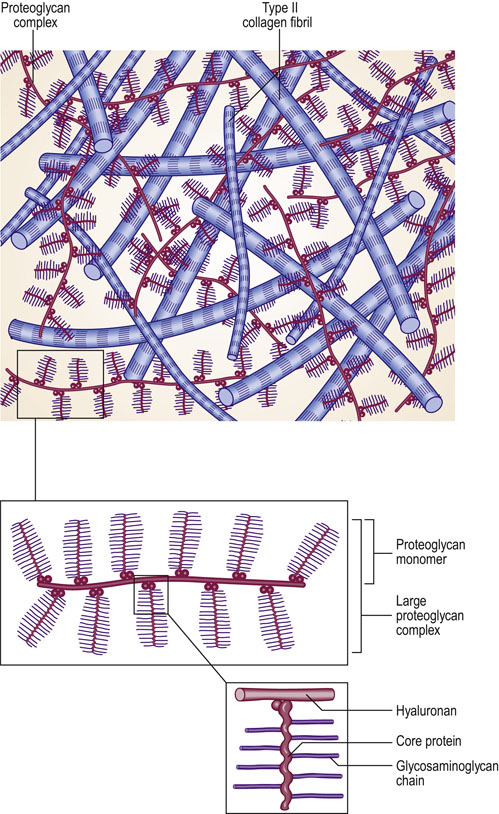 Proteoglycan
complex
Type II
collagen fibril
Proteoglycan
monomer
Large
proteoglycan
complex
Hyaluronan
Core protein
Glycosaminoglycan
chain